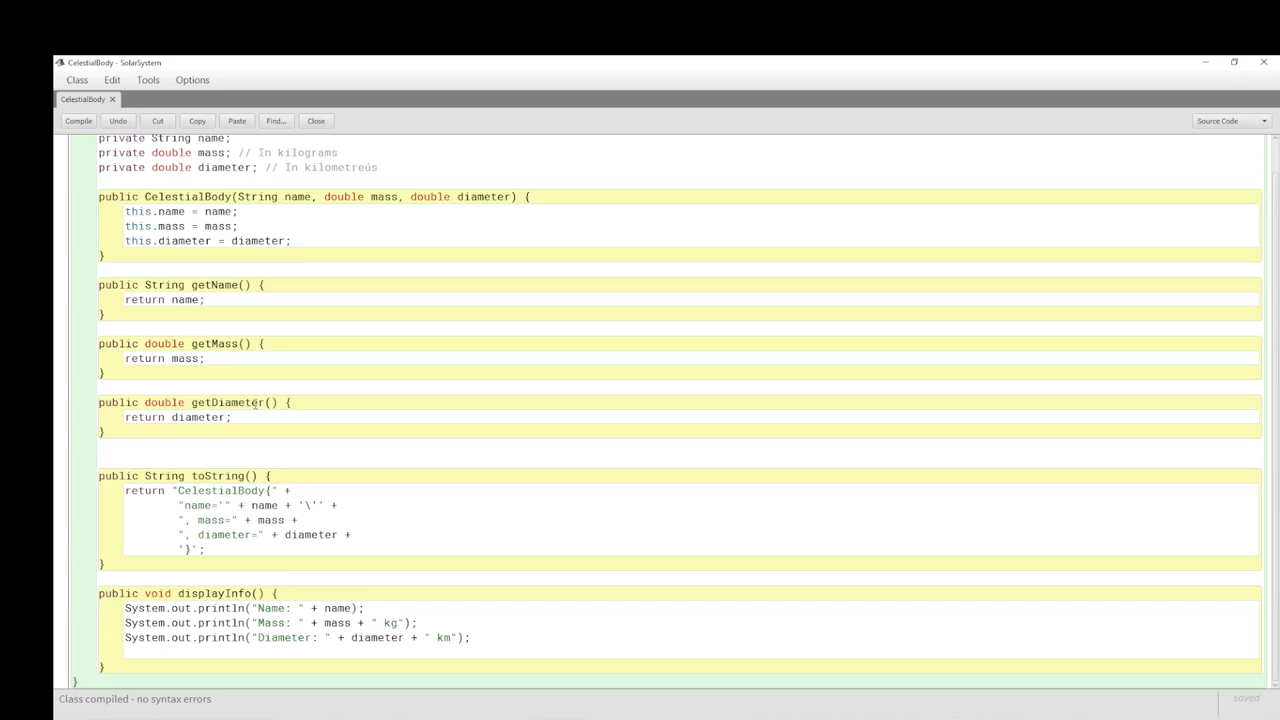 CelestialBody - SolarSystem
Class Edit Tools Options
CelestialBody ×
Compile Undo Cut Copy Paste Find... Close Source Code
private String name;
private double mass; // In kilograms
private double diameter; // In kilometreús
public CelestialBody(String name, double mass, double diameter) {
this.name = name;
this.mass = mass;
this.diameter = diameter;
}
public String getName() {
return name;
}
public double getMass() {
return mass;
}
public double getDiameter() {
return diameter;
}
public String toString() {
return "CelestialBody{" +
"name='" + name + '\'' +
", mass=" + mass +
", diameter=" + diameter +
'}';
}
public void displayInfo() {
System.out.println("Name: " + name);
System.out.println("Mass: " + mass + " kg");
System.out.println("Diameter: " + diameter + " km");
}
}
Class compiled - no syntax errors
saved